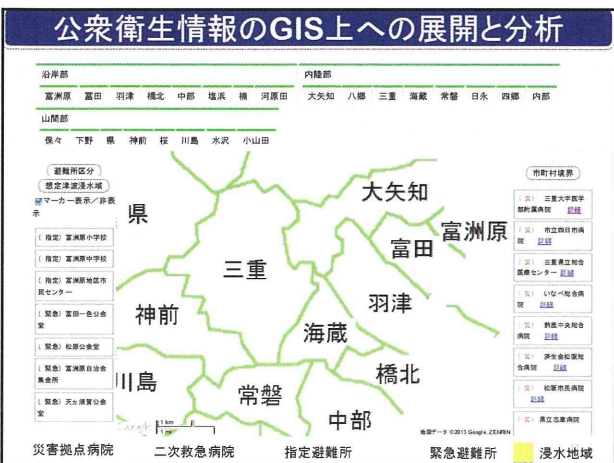 公衆衛生情報のGIS上への展開と分析
沿岸部
内陸部
富洲原 富田 羽津 橋北 中部 塩浜 楠 河原田
大矢知 八郷 三重 海蔵 常磐 日永 四郷 内部
山間部
保々 下野 県 神前 桜 川島 水沢 小山田
避難所区分
想定津波浸水域
マーカー表示／非表
示
（指定）富洲原小学校
（指定）富洲原中学校
（指定）富洲原地区市
民センター
（緊急）富田一色公会
堂
（緊急）松原公会堂
（緊急）富洲原自治会
集会所
（緊急）天ヵ須賀公会
堂
県
大矢知
富洲原
富田
三重
羽津
神前
海蔵
橋北
川島
常磐
中部
市町村境界
（災）三重大学医学
部附属病院 詳細
（災）市立四日市病
院 詳細
（災）三重県立総合
医療センター 詳細
（災）いなべ総合病
院 詳細
（災）鈴鹿中央総合
病院 詳細
（災）済生会松阪総
合病院 詳細
（災）松阪市民病院
詳細
（災）県立志摩病院
Google
1 km
1 mi
地図データ ©2013 Google, ZENRIN
災害拠点病院 二次救急病院 指定避難所 緊急避難所 浸水地域